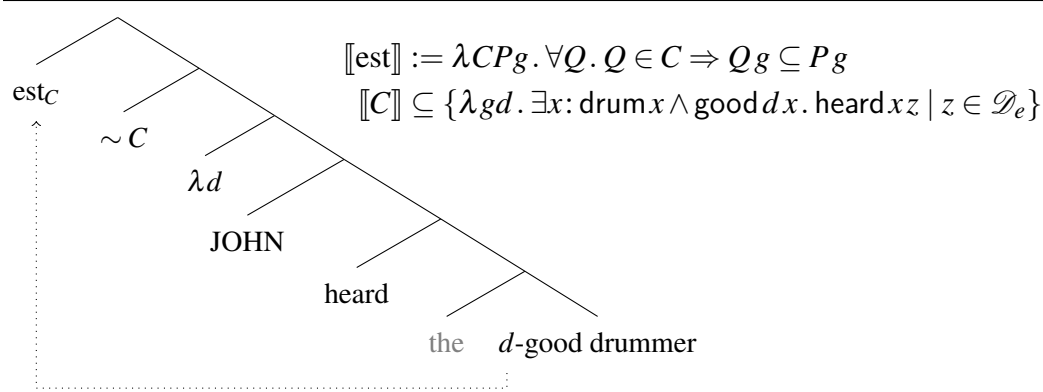 ⟦est⟧ := λCPg. ∀Q. Q ∈ C ⇒ Qg ⊆ Pg
⟦C⟧ ⊆ {λgd. ∃x: drum x ∧ good d x. heard x z | z ∈ 𝒟ₑ}
est_C
∼ C
λd
JOHN
heard
the d-good drummer